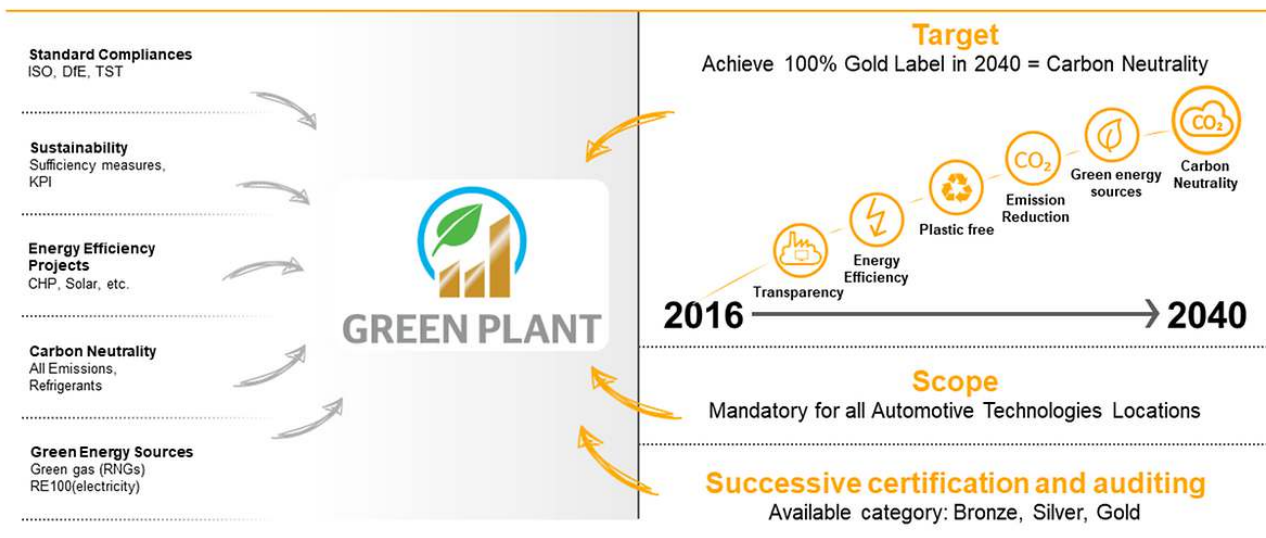 Standard Compliances
ISO, DfE, TST
Sustainability
Sufficiency measures,
KPI
Energy Efficiency
Projects
CHP, Solar, etc.
Carbon Neutrality
All Emissions,
Refrigerants
Green Energy Sources
Green gas (RNGs)
RE100(electricity)
GREEN PLANT
Target
Achieve 100% Gold Label in 2040 = Carbon Neutrality
Transparency
Energy
Efficiency
Plastic free
CO₂
Emission
Reduction
Green energy
sources
CO₂
Carbon
Neutrality
2016
2040
Scope
Mandatory for all Automotive Technologies Locations
Successive certification and auditing
Available category: Bronze, Silver, Gold